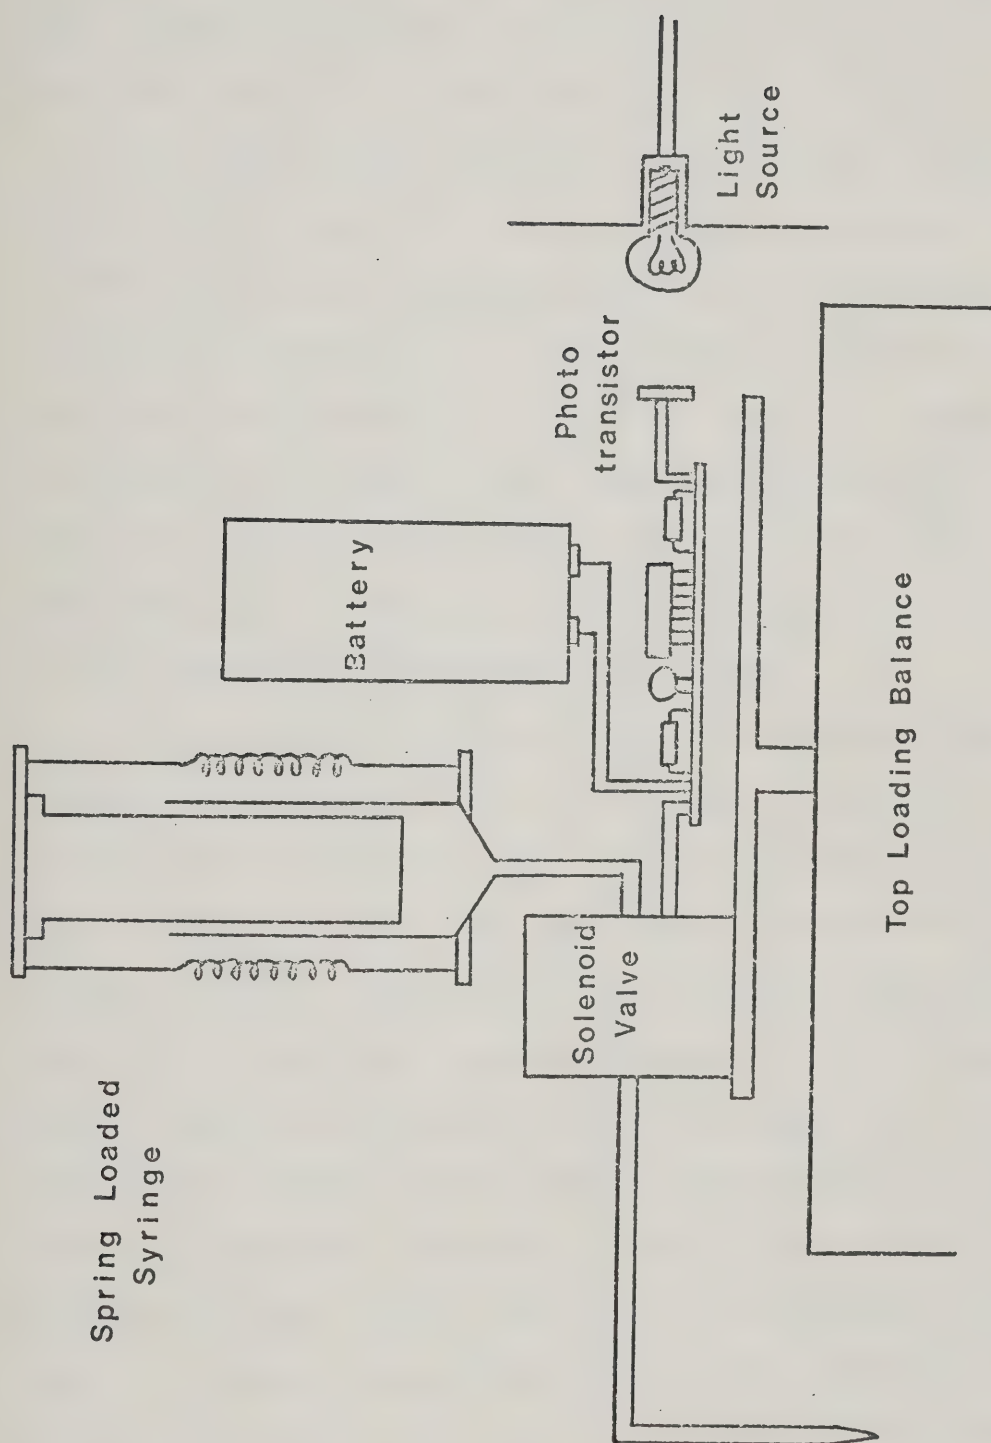 Spring Loaded
Syringe
Battery
Photo
transistor
Light
Source
Solenoid
Valve
Top Loading Balance